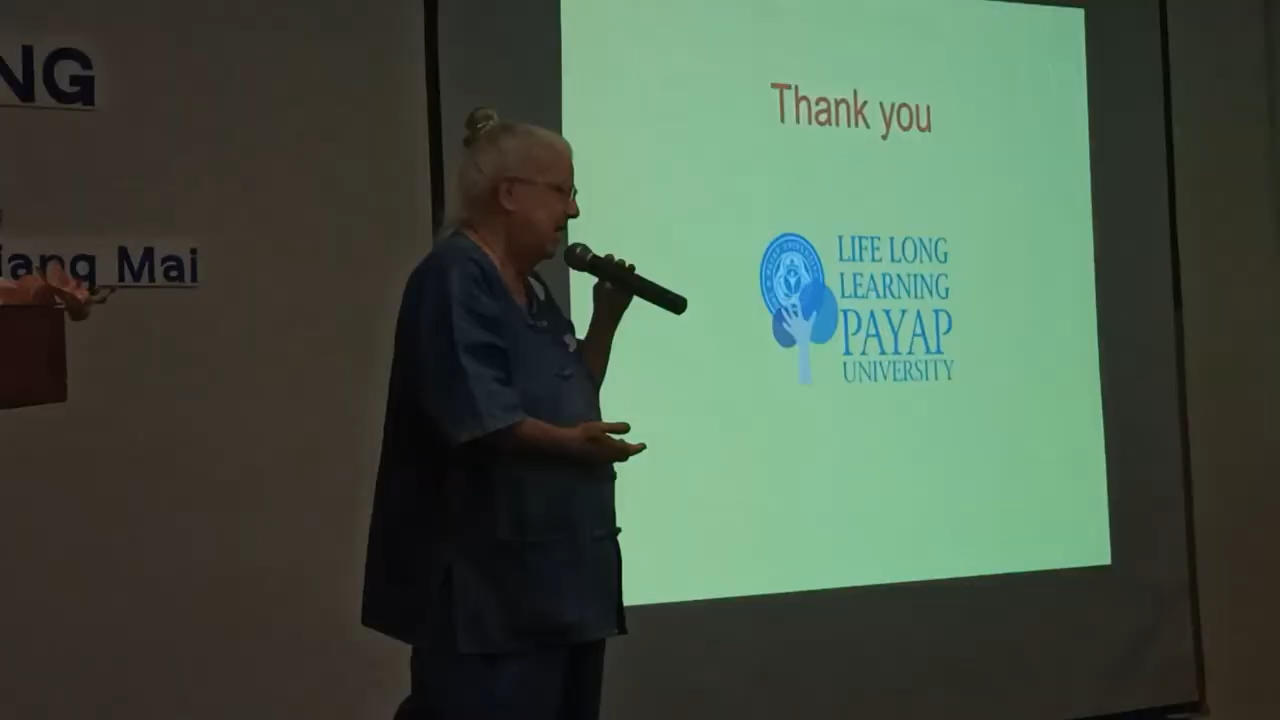 NG
iang Mai
Thank you
LIFE LONG
LEARNING
PAYAP
UNIVERSITY